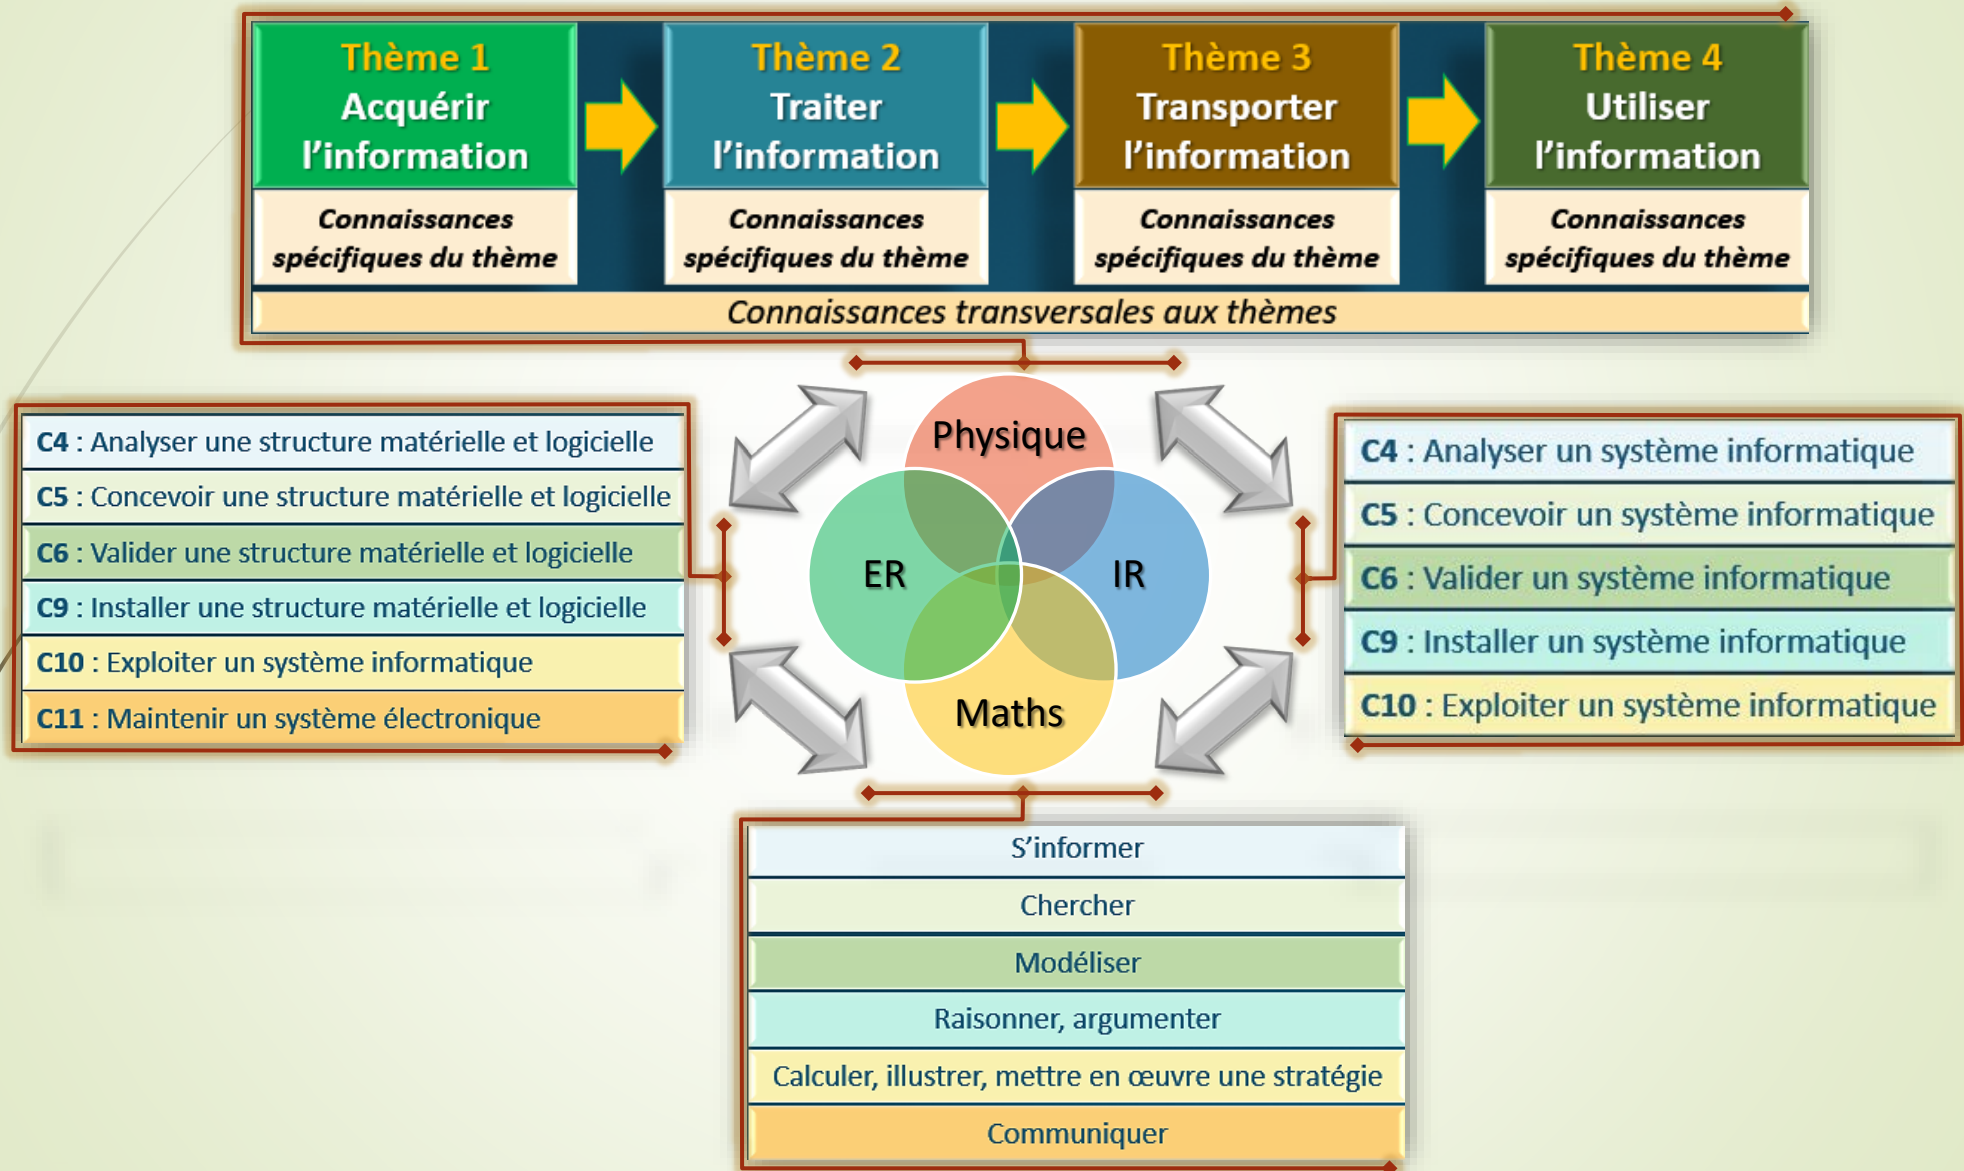 Thème 1
Acquérir
l’information
Connaissances
spécifiques du thème
Thème 2
Traiter
l’information
Connaissances
spécifiques du thème
Thème 3
Transporter
l’information
Connaissances
spécifiques du thème
Thème 4
Utiliser
l’information
Connaissances
spécifiques du thème
Connaissances transversales aux thèmes
C4 : Analyser une structure matérielle et logicielle
C5 : Concevoir une structure matérielle et logicielle
C6 : Valider une structure matérielle et logicielle
C9 : Installer une structure matérielle et logicielle
C10 : Exploiter un système informatique
C11 : Maintenir un système électronique
Physique
ER
IR
Maths
C4 : Analyser un système informatique
C5 : Concevoir un système informatique
C6 : Valider un système informatique
C9 : Installer un système informatique
C10 : Exploiter un système informatique
S’informer
Chercher
Modéliser
Raisonner, argumenter
Calculer, illustrer, mettre en œuvre une stratégie
Communiquer